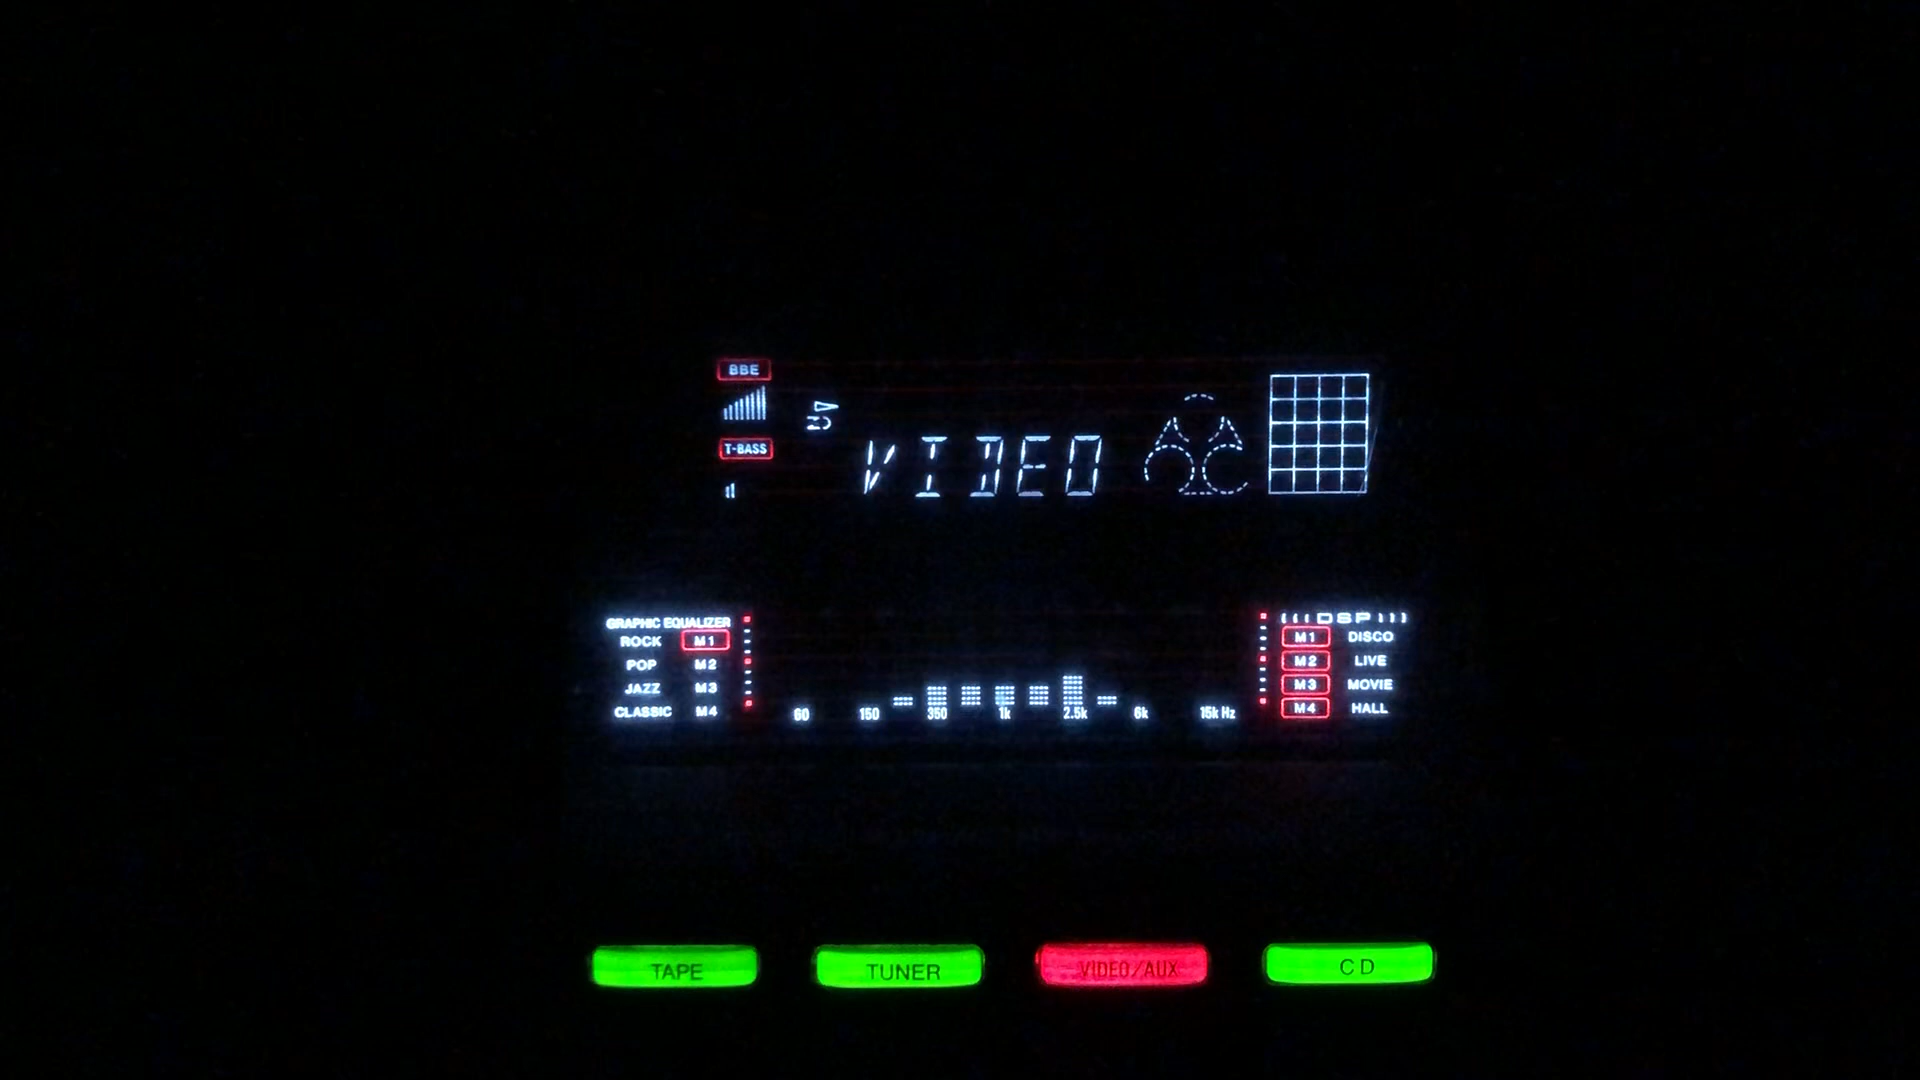 BBE
T-BASS
VIDEO
GRAPHIC EQUALIZER
ROCK M1
POP M2
JAZZ M3
CLASSIC M4
60 150 350 1k 2.5k 6k 15k Hz
DSP
M1 DISCO
M2 LIVE
M3 MOVIE
M4 HALL
TAPE TUNER VIDEO/AUX CD